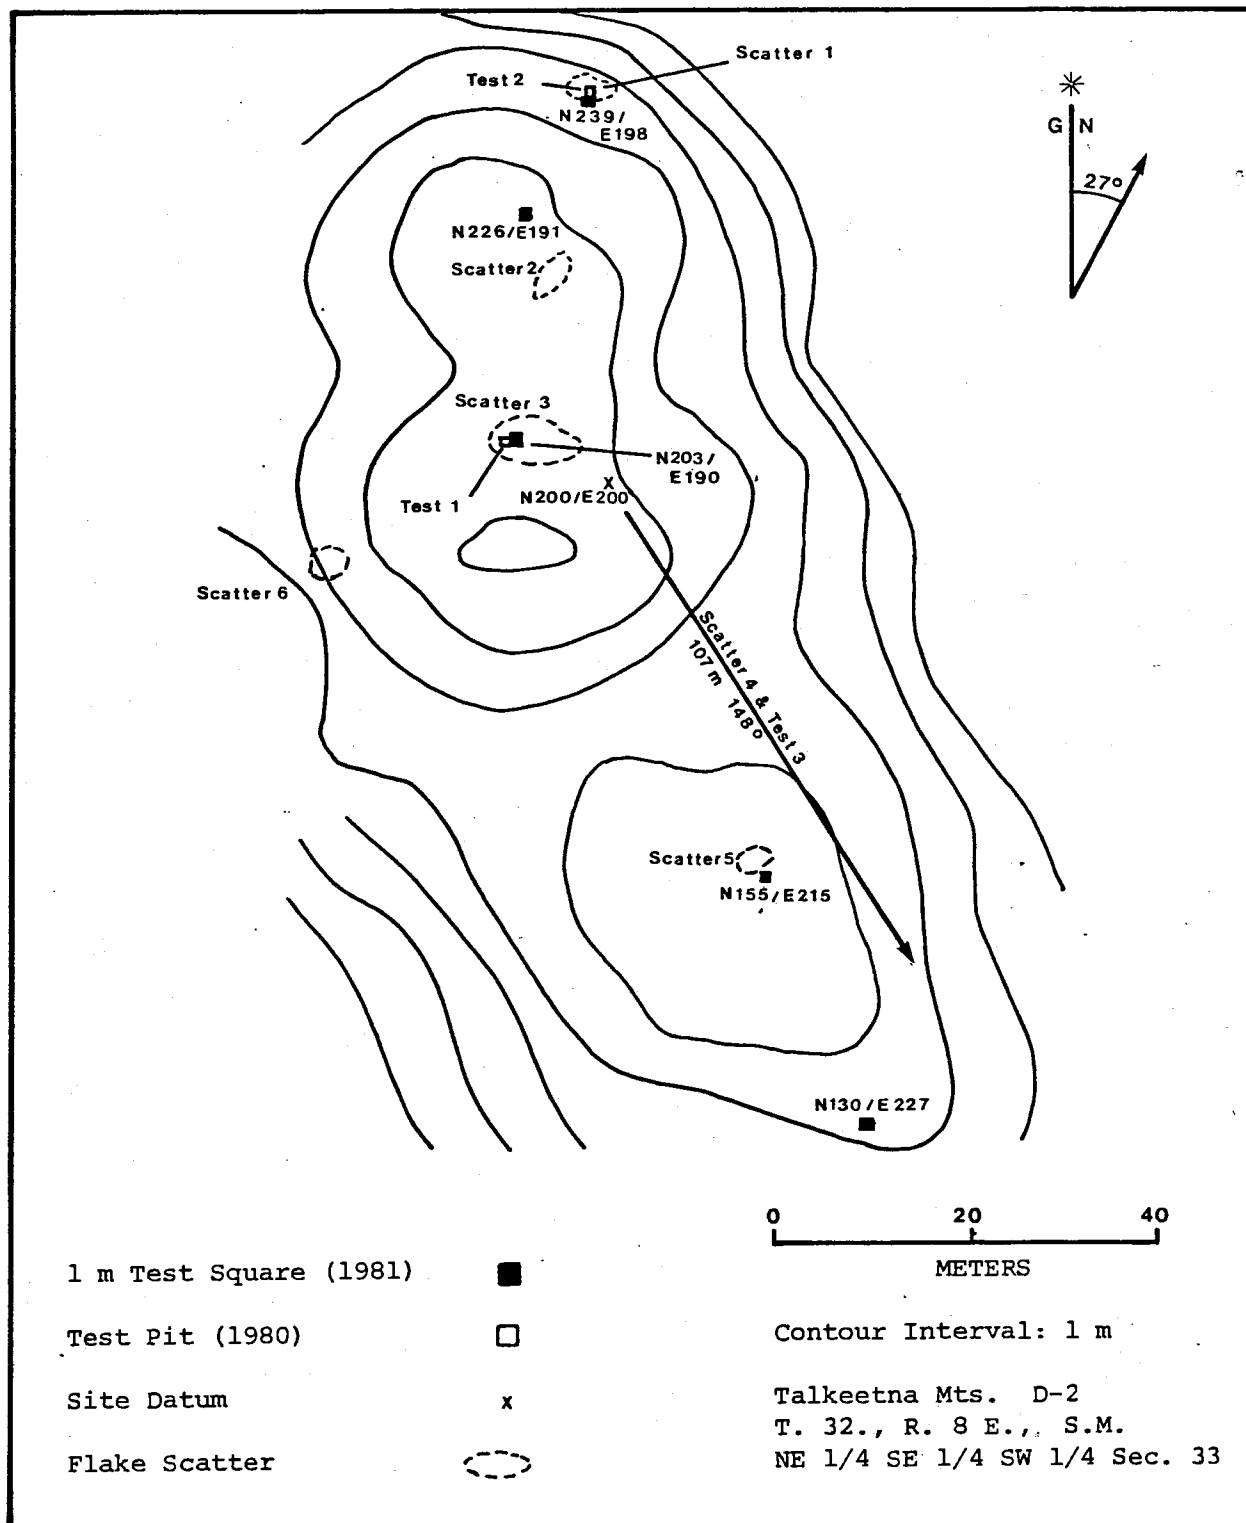 Scatter 1
Test 2
N239/
E198
G N
27°
N226/E191
Scatter 2
Scatter 3
N203/
E190
Test 1
N200/E200
Scatter 6
Scatter 4 & Test 3
107m 148°
Scatter 5
N155/E215
N130/E227
0 20 40
METERS
1 m Test Square (1981)
Test Pit (1980)
Site Datum x
Flake Scatter
Contour Interval: 1 m
Talkeetna Mts. D-2
T. 32., R. 8 E., S.M.
NE 1/4 SE 1/4 SW 1/4 Sec. 33